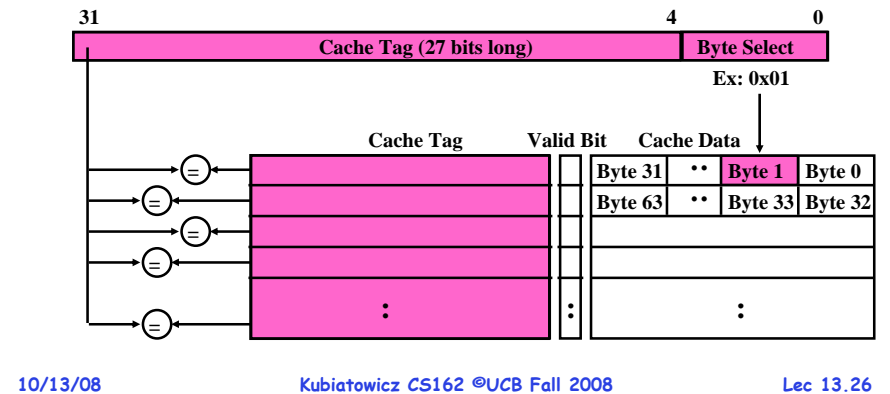 31 4 0
Cache Tag (27 bits long) Byte Select
Ex: 0x01
Cache Tag Valid Bit Cache Data
= Byte 31 ·· Byte 1 Byte 0
= Byte 63 ·· Byte 33 Byte 32
=
=
= : : :
10/13/08 Kubiatowicz CS162 ©UCB Fall 2008 Lec 13.26